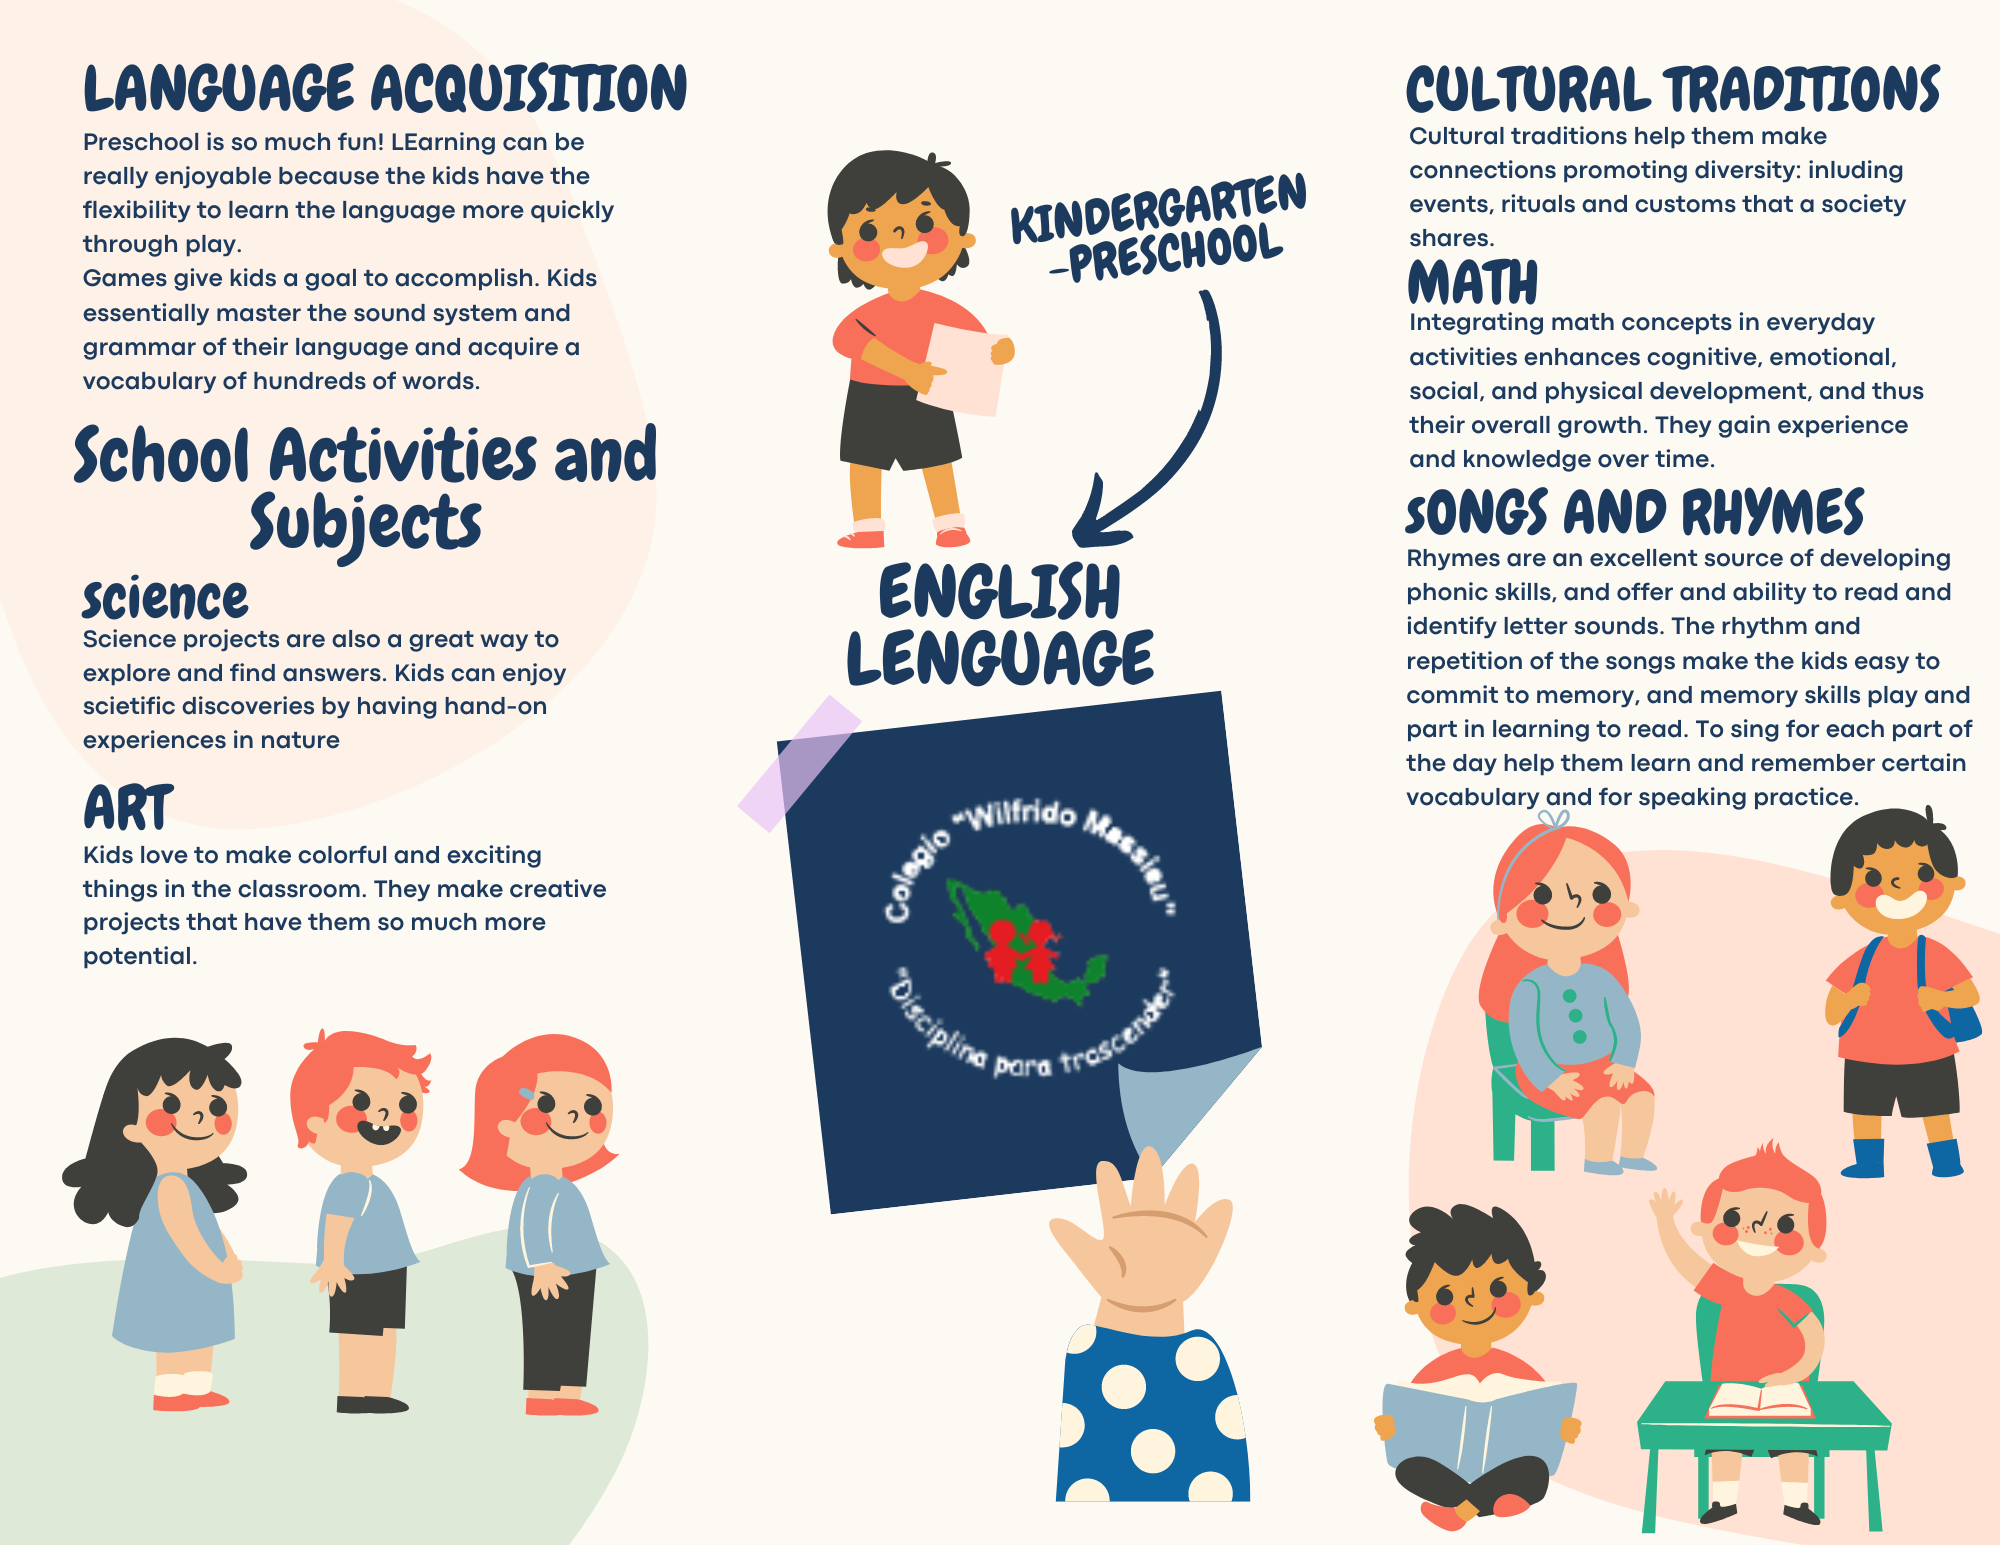 LANGUAGE ACQUISITION
Preschool is so much fun! LEarning can be
really enjoyable because the kids have the
flexibility to learn the language more quickly
through play.
Games give kids a goal to accomplish. Kids
essentially master the sound system and
grammar of their language and acquire a
vocabulary of hundreds of words.
School Activities and
Subjects
science
Science projects are also a great way to
explore and find answers. Kids can enjoy
scietific discoveries by having hand-on
experiences in nature
ART
Kids love to make colorful and exciting
things in the classroom. They make creative
projects that have them so much more
potential.
KINDERGARTEN
-PRESCHOOL
ENGLISH
LENGUAGE
Colegio "Wilfrido Massieu"
"Disciplina para trascender"
CULTURAL TRADITIONS
Cultural traditions help them make
connections promoting diversity: inluding
events, rituals and customs that a society
shares.
MATH
Integrating math concepts in everyday
activities enhances cognitive, emotional,
social, and physical development, and thus
their overall growth. They gain experience
and knowledge over time.
sONGS AND RHYMES
Rhymes are an excellent source of developing
phonic skills, and offer and ability to read and
identify letter sounds. The rhythm and
repetition of the songs make the kids easy to
commit to memory, and memory skills play and
part in learning to read. To sing for each part of
the day help them learn and remember certain
vocabulary and for speaking practice.